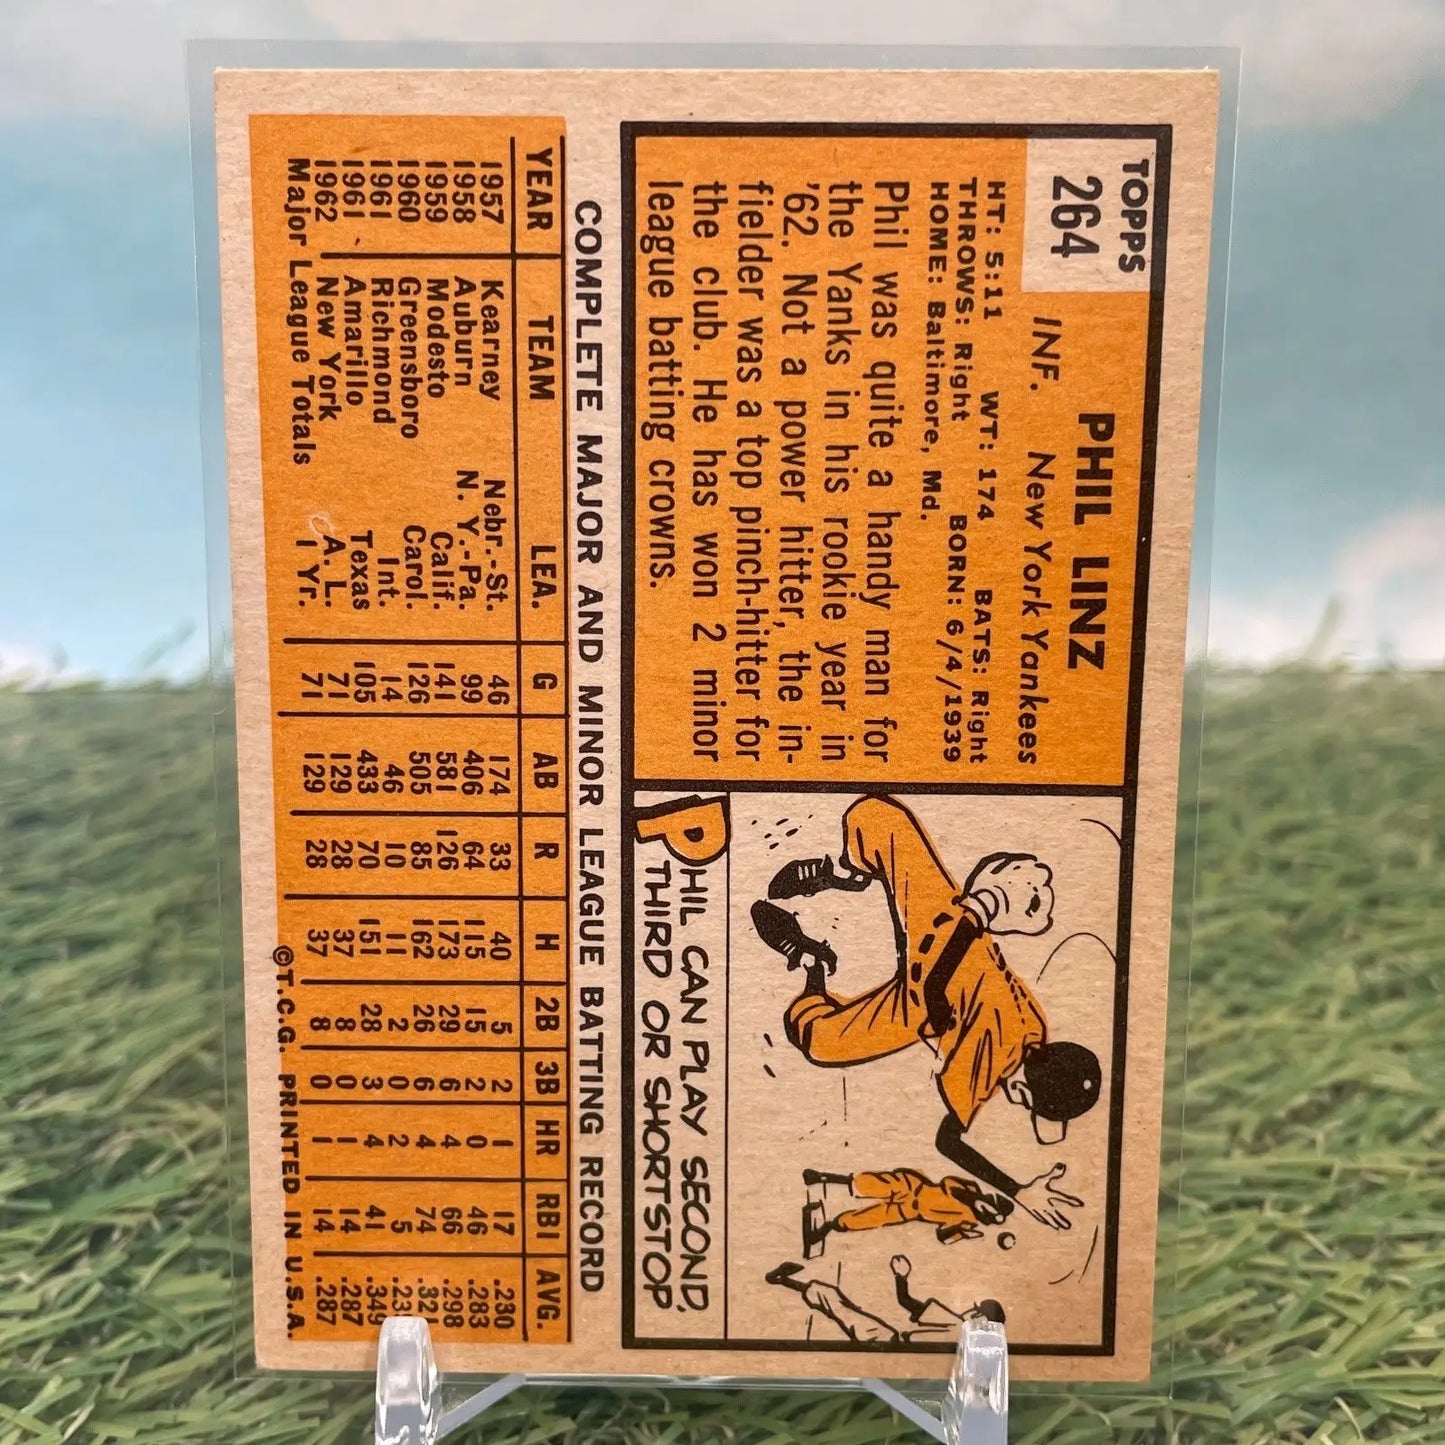 TOPPS
264
PHIL LINZ
INF. New York Yankees
HT: 5:11 WT: 174 BATS: Right
THROWS: Right BORN: 6/4/1939
HOME: Baltimore, Md.
Phil was quite a handy man for
the Yanks in his rookie year in
'62. Not a power hitter, the in-
fielder was a top pinch-hitter for
the club. He has won 2 minor
league batting crowns.
PHIL CAN PLAY SECOND,
THIRD OR SHORTSTOP
COMPLETE MAJOR AND MINOR LEAGUE BATTING RECORD
YEAR TEAM LEA. G AB R H 2B 3B HR RBI AVG.
1957 Kearney Nebr.-St. 46 174 33 40 5 2 1 17 .230
1958 Auburn N. Y.-Pa. 99 406 64 115 15 2 0 46 .283
1959 Modesto Calif. 141 581 126 173 29 6 4 66 .298
1960 Greensboro Carol. 126 505 85 162 26 6 4 74 .321
1961 Richmond Int. 14 46 10 11 2 0 2 5
1961 Amarillo Texas 105 433 70 151 28 3 4 41 .349
1962 New York A. L. 71 129 28 37 8 0 1 14 .287
Major League Totals 1 Yr. 71 129 28 37 8 0 1 14 .287
©T.C.G. PRINTED IN U.S.A.